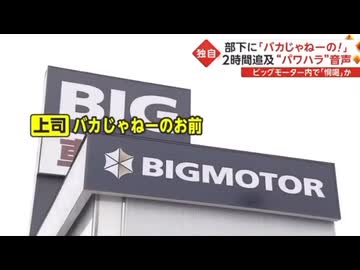 独自
部下に「バカじゃねーの!」
2時間追及 “パワハラ”音声
ビッグモーター内で「恫喝」か
BIG
上司 バカじゃねーのお前
BIGMOTOR